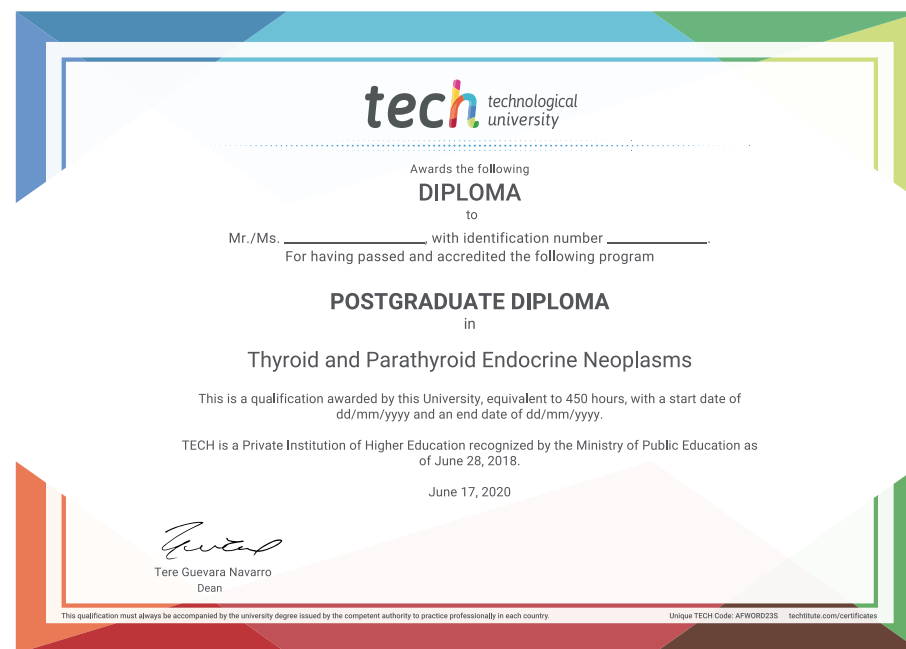 tech technological
university
Awards the following
DIPLOMA
to
Mr./Ms. ____________, with identification number ____________.
For having passed and accredited the following program
POSTGRADUATE DIPLOMA
in
Thyroid and Parathyroid Endocrine Neoplasms
This is a qualification awarded by this University, equivalent to 450 hours, with a start date of
dd/mm/yyyy and an end date of dd/mm/yyyy.
TECH is a Private Institution of Higher Education recognized by the Ministry of Public Education as
of June 28, 2018.
June 17, 2020
Tere Guevara Navarro
Dean
This qualification must always be accompanied by the university degree issued by the competent authority to practice professionally in each country.
Unique TECH Code: AFWORD23S techtitute.com/certificates